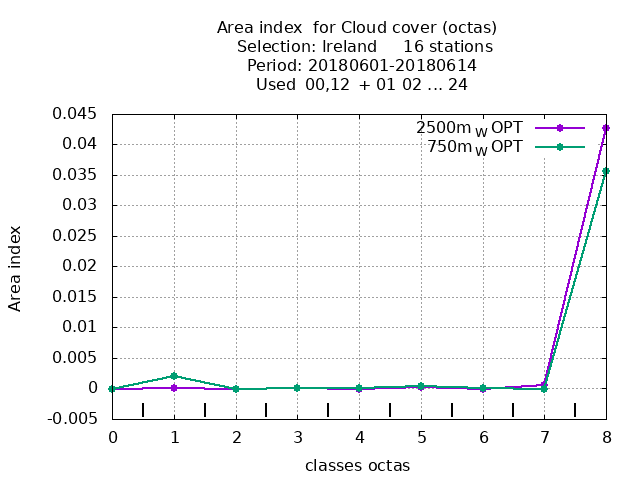 Area index  for Cloud cover (octas)
Selection: Ireland     16 stations
Period: 20180601-20180614
Used  00,12  + 01 02 ... 24
2500m W OPT
750m W OPT
0.045
0.04
0.035
0.03
0.025
0.02
0.015
0.01
0.005
0
-0.005
0 1 2 3 4 5 6 7 8
Area index
classes octas